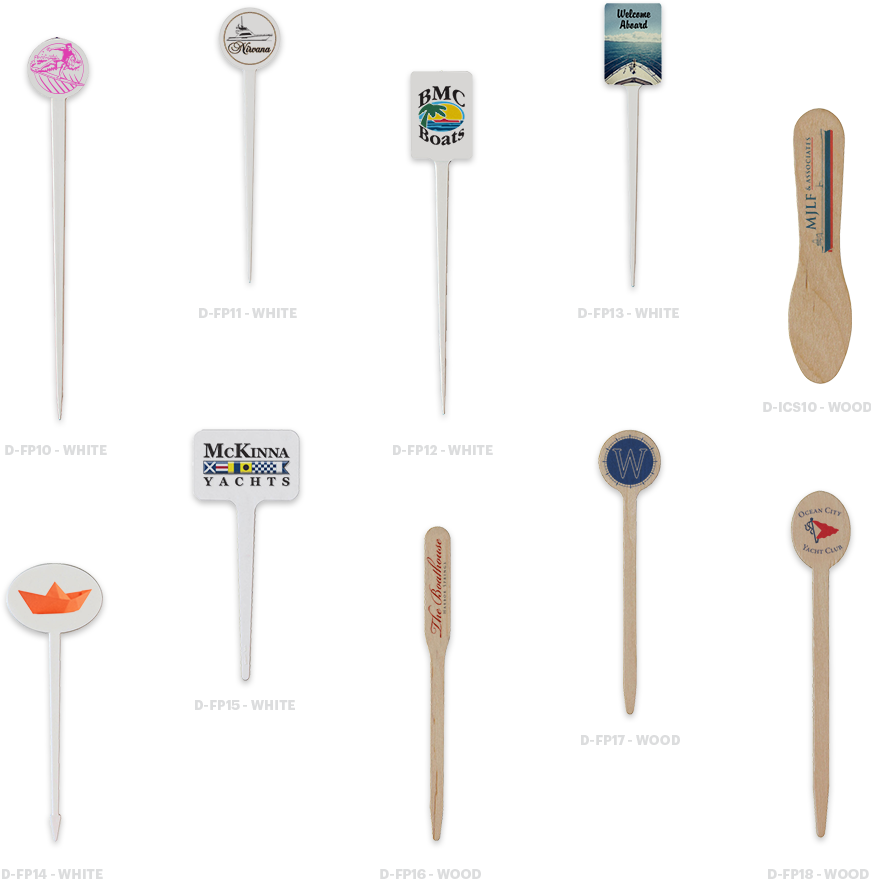 Nirvana
D-FP11 - WHITE
Welcome
Aboard
D-FP13 - WHITE
BMC
Boats
MJLF & ASSOCIATES
D-ICS10 - WOOD
D-FP10 - WHITE
D-FP12 - WHITE
McKINNA
YACHTS
D-FP15 - WHITE
W
D-FP17 - WOOD
The Boathouse
OCEAN CITY
YACHT CLUB
D-FP14 - WHITE
D-FP16 - WOOD
D-FP18 - WOOD